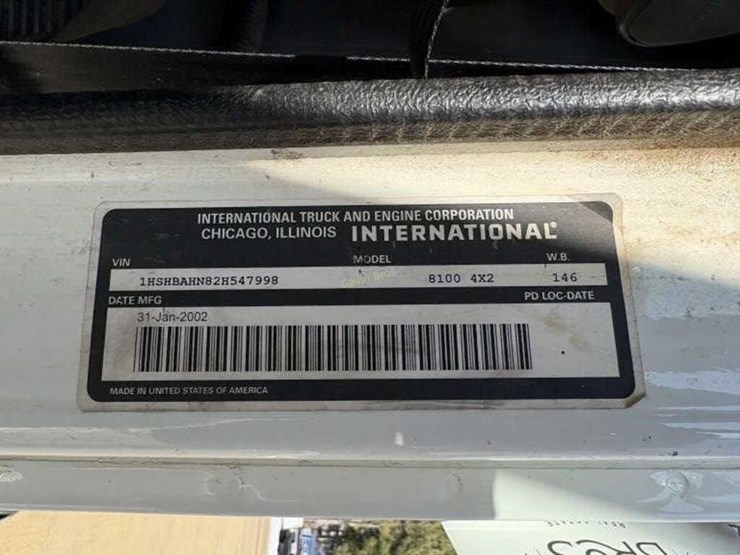 INTERNATIONAL TRUCK AND ENGINE CORPORATION
CHICAGO, ILLINOIS INTERNATIONAL®
VIN MODEL W.B.
1HSHBAHN82H547998 8100 4X2 146
DATE MFG PD LOC-DATE
31-Jan-2002
MADE IN UNITED STATES OF AMERICA